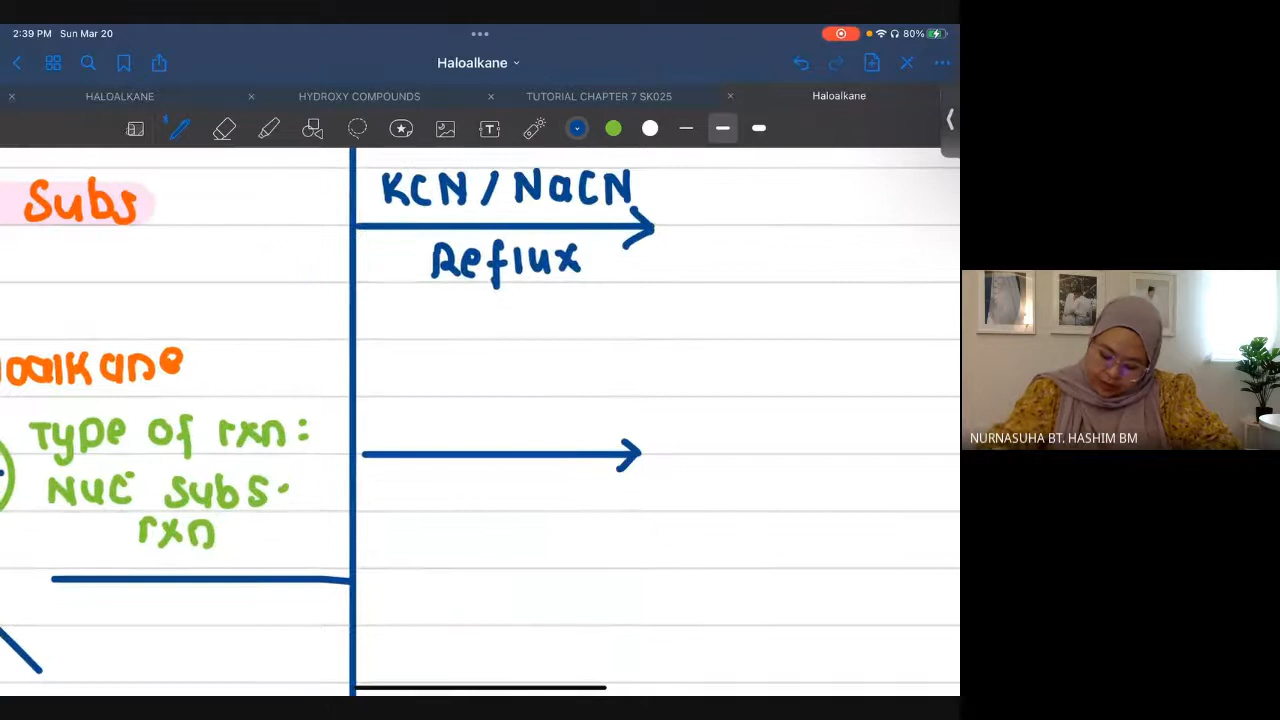 2:39 PM Sun Mar 20
80%
Haloalkane
HALOALKANE
HYDROXY COMPOUNDS
TUTORIAL CHAPTER 7 SK025
Haloalkane
Subs
KCN / NaCN
Reflux
oalkane
Type of rxn:
Nuc subs.
rxn
NURNASUHA BT. HASHIM BM